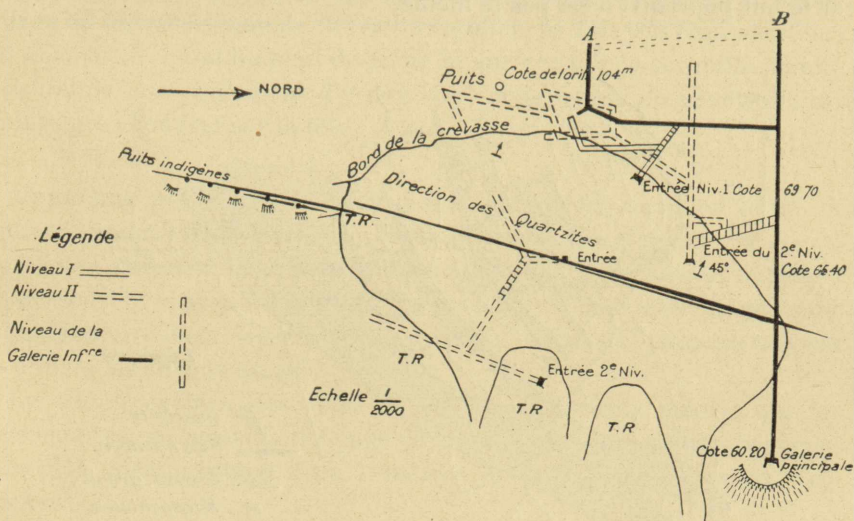 A
B
Puits
Cote de l'orif. 104m
NORD
Bord de la crevasse
Puits indigènes
Entrée Niv. 1 Cote
69 70
Direction des Quartzites
T.R.
Légende
Entrée
Entrée du 2e Niv.
45°
Cote 65.40
Niveau I
Niveau II
Niveau de la
Galerie Infre
T.R
Entrée 2e Niv.
Echelle 1/2000
T.R
T.R
Cote 60.20
Galerie principale